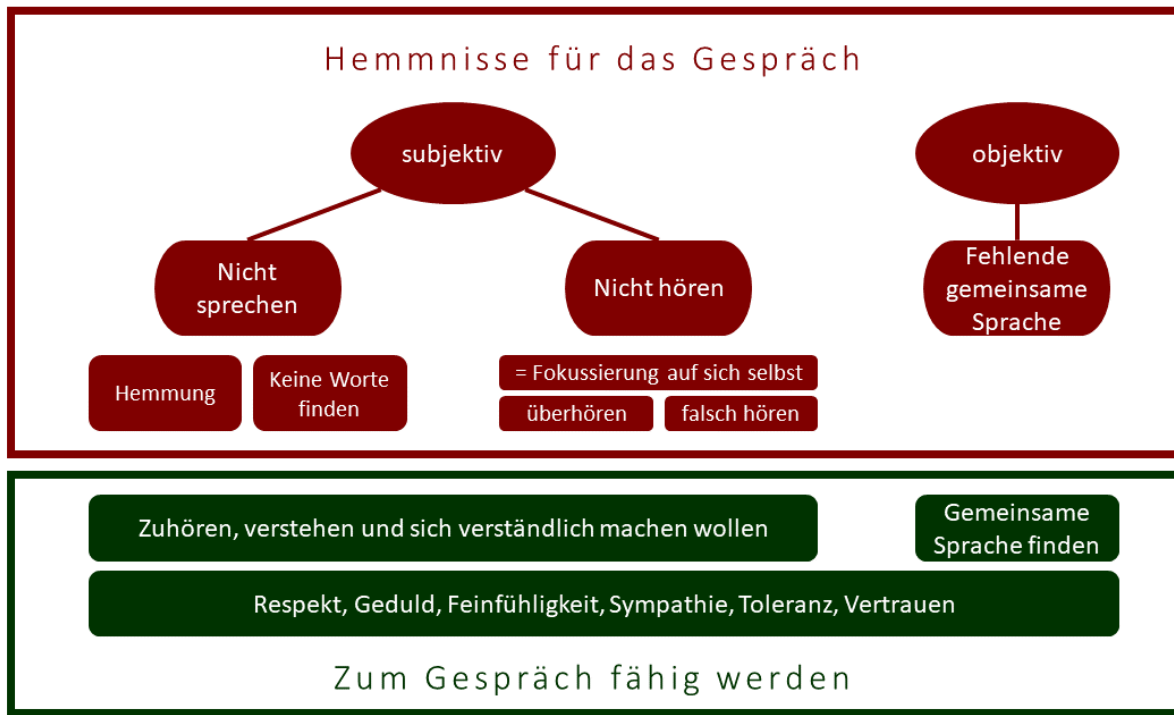 Hemmnisse für das Gespräch
subjektiv
objektiv
Nicht
sprechen
Nicht hören
Fehlende
gemeinsame
Sprache
Hemmung
Keine Worte
finden
= Fokussierung auf sich selbst
überhören
falsch hören
Zuhören, verstehen und sich verständlich machen wollen
Gemeinsame
Sprache finden
Respekt, Geduld, Feinfühligkeit, Sympathie, Toleranz, Vertrauen
Zum Gespräch fähig werden